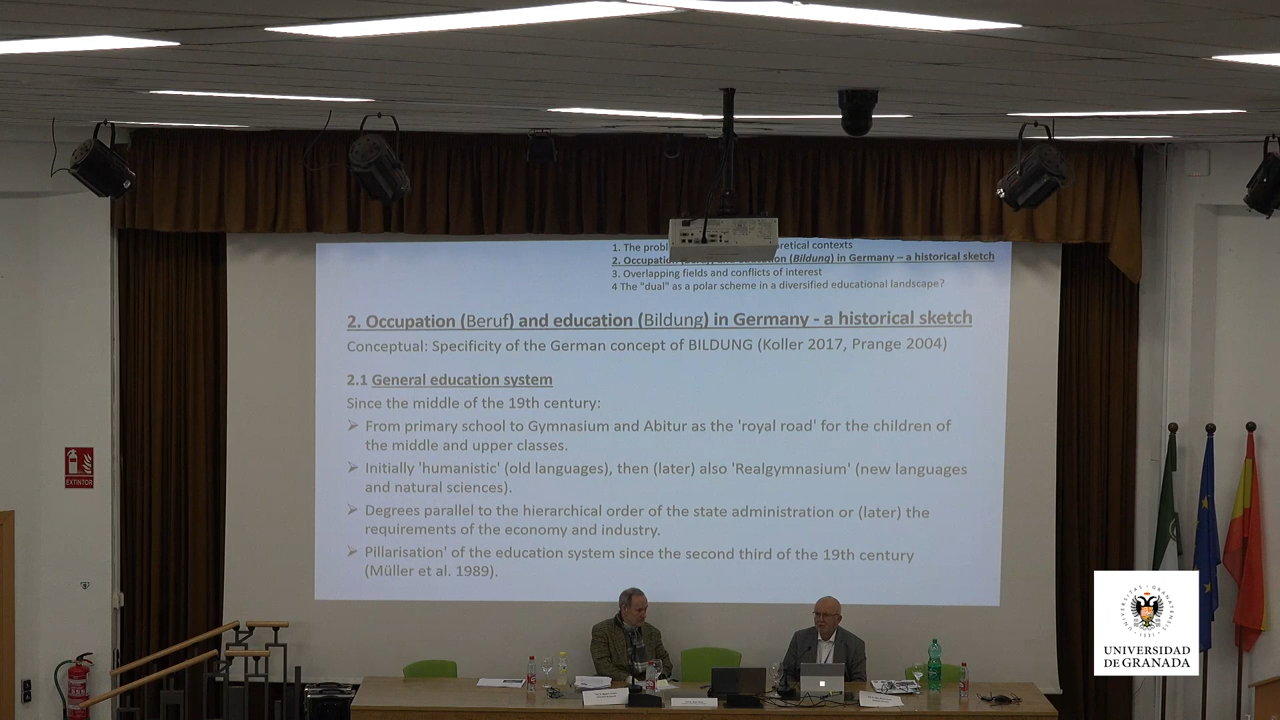 1. The probl oretical contexts
2. Occupation (Bildung) in Germany – a historical sketch
3. Overlapping fields and conflicts of interest
4 The "dual" as a polar scheme in a diversified educational landscape?
2. Occupation (Beruf) and education (Bildung) in Germany - a historical sketch
Conceptual: Specificity of the German concept of BILDUNG (Koller 2017, Prange 2004)
2.1 General education system
Since the middle of the 19th century:
➢ From primary school to Gymnasium and Abitur as the 'royal road' for the children of
the middle and upper classes.
➢ Initially 'humanistic' (old languages), then (later) also 'Realgymnasium' (new languages
and natural sciences).
➢ Degrees parallel to the hierarchical order of the state administration or (later) the
requirements of the economy and industry.
➢ Pillarisation' of the education system since the second third of the 19th century
(Müller et al. 1989).
EXTINTOR
UNIVERSIDAD
DE GRANADA